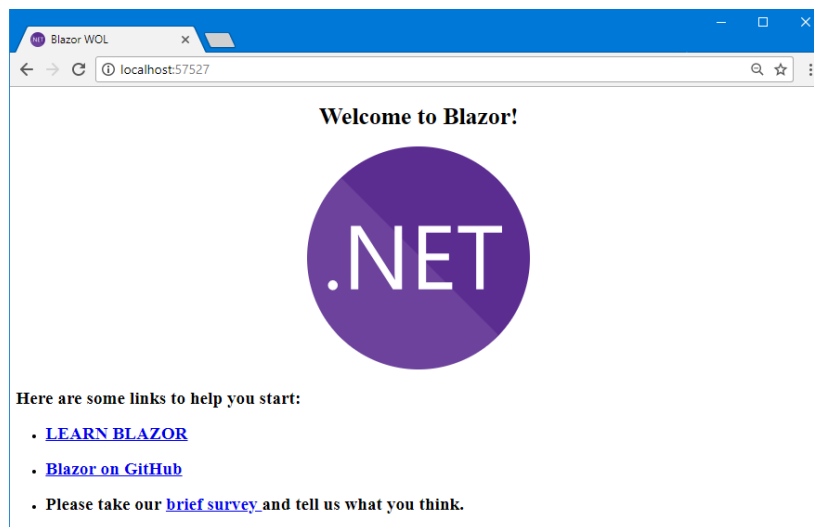 NET Blazor WOL
localhost:57527
Welcome to Blazor!
.NET
Here are some links to help you start:
LEARN BLAZOR
Blazor on GitHub
Please take our brief survey and tell us what you think.